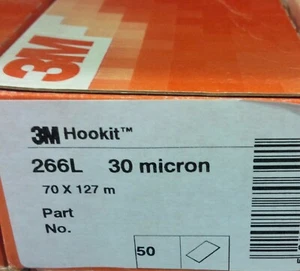 3M
3M Hookit™
266L 30 micron
70 X 127 m
Part
No.
50